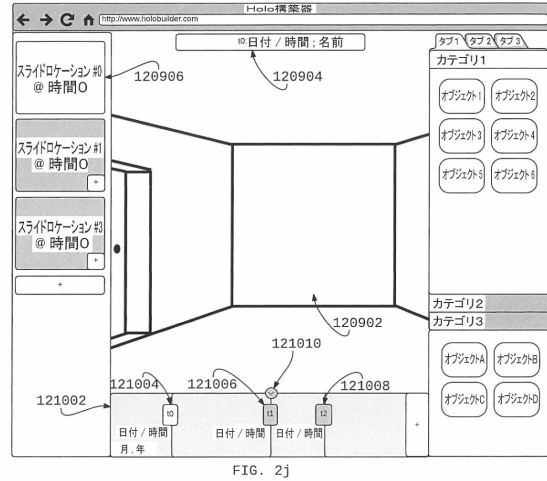 Holo構築器
http://www.holobuilder.com
t0:日付 / 時間 ; 名前
120904
スライドロケーション #0
@ 時間0
120906
スライドロケーション #1
@ 時間0
+
スライドロケーション #3
@ 時間0
+
+
タブ1 タブ2 タブ3
カテゴリ1
オブジェクト1 オブジェクト2
オブジェクト3 オブジェクト4
オブジェクト5 オブジェクト6
カテゴリ2
カテゴリ3
オブジェクトA オブジェクトB
オブジェクトC オブジェクトD
120902
121010
121004 121006 121008
121002
t0 t1 t2
日付 / 時間 日付 / 時間 日付 / 時間
月,年
+
FIG. 2j